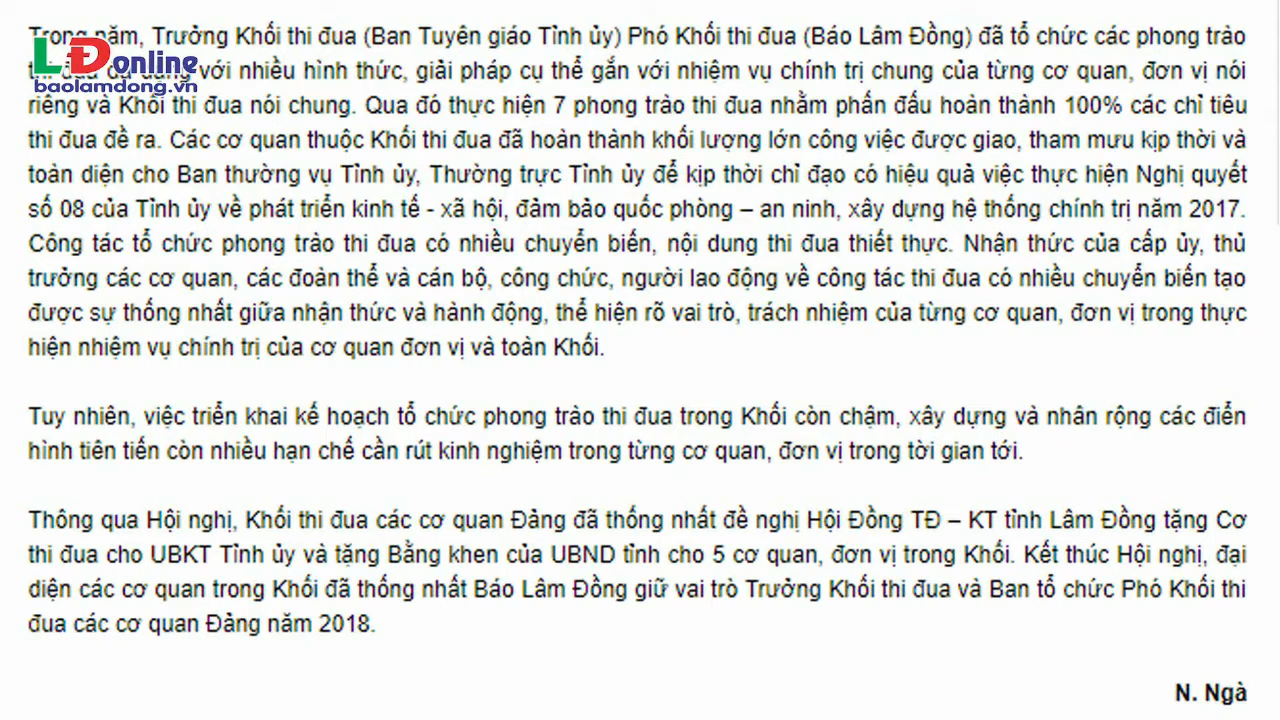 Trong năm, Trưởng Khối thi đua (Ban Tuyên giáo Tỉnh ủy) Phó Khối thi đua (Báo Lâm Đồng) đã tổ chức các phong trào
LĐonline
thi đua đa dạng với nhiều hình thức, giải pháp cụ thể gắn với nhiệm vụ chính trị chung của từng cơ quan, đơn vị nói
baolamdong.vn
riêng và Khối thi đua nói chung. Qua đó thực hiện 7 phong trào thi đua nhằm phấn đấu hoàn thành 100% các chỉ tiêu
thi đua đề ra. Các cơ quan thuộc Khối thi đua đã hoàn thành khối lượng lớn công việc được giao, tham mưu kịp thời và
toàn diện cho Ban thường vụ Tỉnh ủy, Thường trực Tỉnh ủy để kịp thời chỉ đạo có hiệu quả việc thực hiện Nghị quyết
số 08 của Tỉnh ủy về phát triển kinh tế - xã hội, đảm bảo quốc phòng – an ninh, xây dựng hệ thống chính trị năm 2017.
Công tác tổ chức phong trào thi đua có nhiều chuyển biến, nội dung thi đua thiết thực. Nhận thức của cấp ủy, thủ
trưởng các cơ quan, các đoàn thể và cán bộ, công chức, người lao động về công tác thi đua có nhiều chuyển biến tạo
được sự thống nhất giữa nhận thức và hành động, thể hiện rõ vai trò, trách nhiệm của từng cơ quan, đơn vị trong thực
hiện nhiệm vụ chính trị của cơ quan đơn vị và toàn Khối.
Tuy nhiên, việc triển khai kế hoạch tổ chức phong trào thi đua trong Khối còn chậm, xây dựng và nhân rộng các điển
hình tiên tiến còn nhiều hạn chế cần rút kinh nghiệm trong từng cơ quan, đơn vị trong tời gian tới.
Thông qua Hội nghị, Khối thi đua các cơ quan Đảng đã thống nhất đề nghị Hội Đồng TĐ – KT tỉnh Lâm Đồng tặng Cơ
thi đua cho UBKT Tỉnh ủy và tặng Bằng khen của UBND tỉnh cho 5 cơ quan, đơn vị trong Khối. Kết thúc Hội nghị, đại
diện các cơ quan trong Khối đã thống nhất Báo Lâm Đồng giữ vai trò Trưởng Khối thi đua và Ban tổ chức Phó Khối thi
đua các cơ quan Đảng năm 2018.
N. Ngà